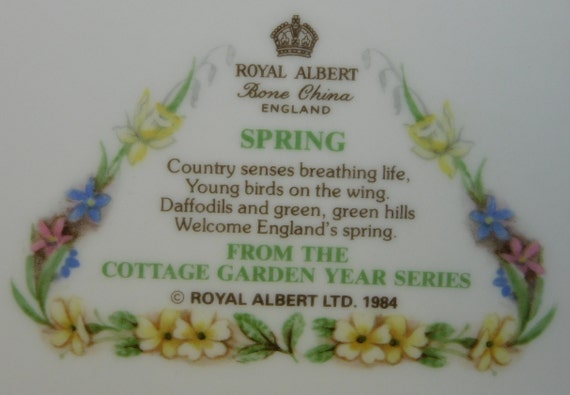 ROYAL ALBERT
Bone China
ENGLAND
SPRING
Country senses breathing life,
Young birds on the wing.
Daffodils and green, green hills
Welcome England's spring.
FROM THE
COTTAGE GARDEN YEAR SERIES
© ROYAL ALBERT LTD. 1984